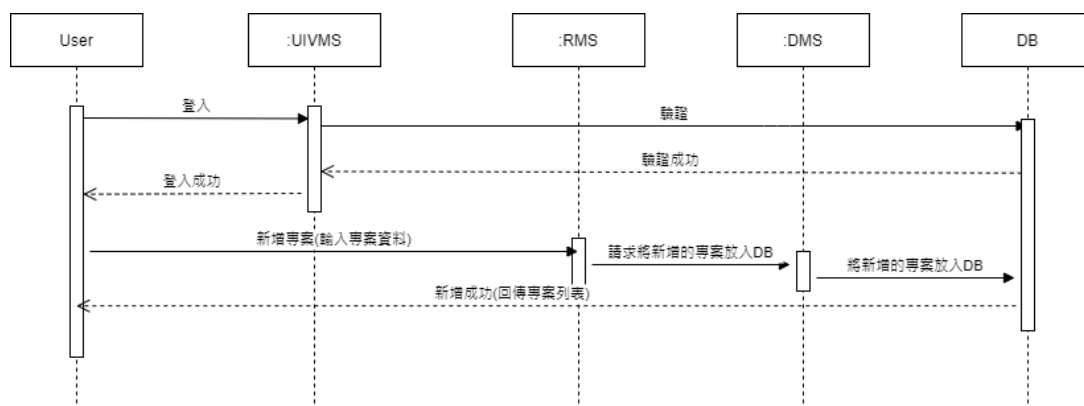 User
:UIVMS
:RMS
:DMS
DB
登入
驗證
驗證成功
登入成功
新增專案(輸入專案資料)
請求將新增的專案放入DB
將新增的專案放入DB
新增成功(回傳專案列表)